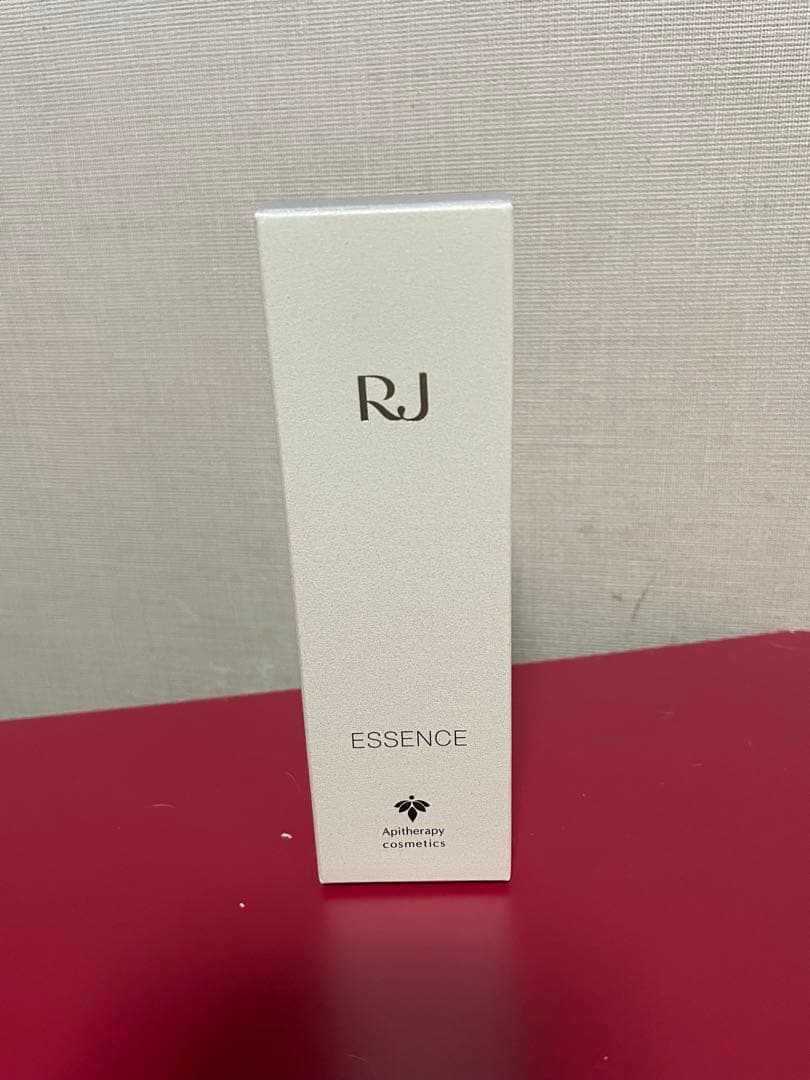 RJ
ESSENCE
Apitherapy
cosmetics